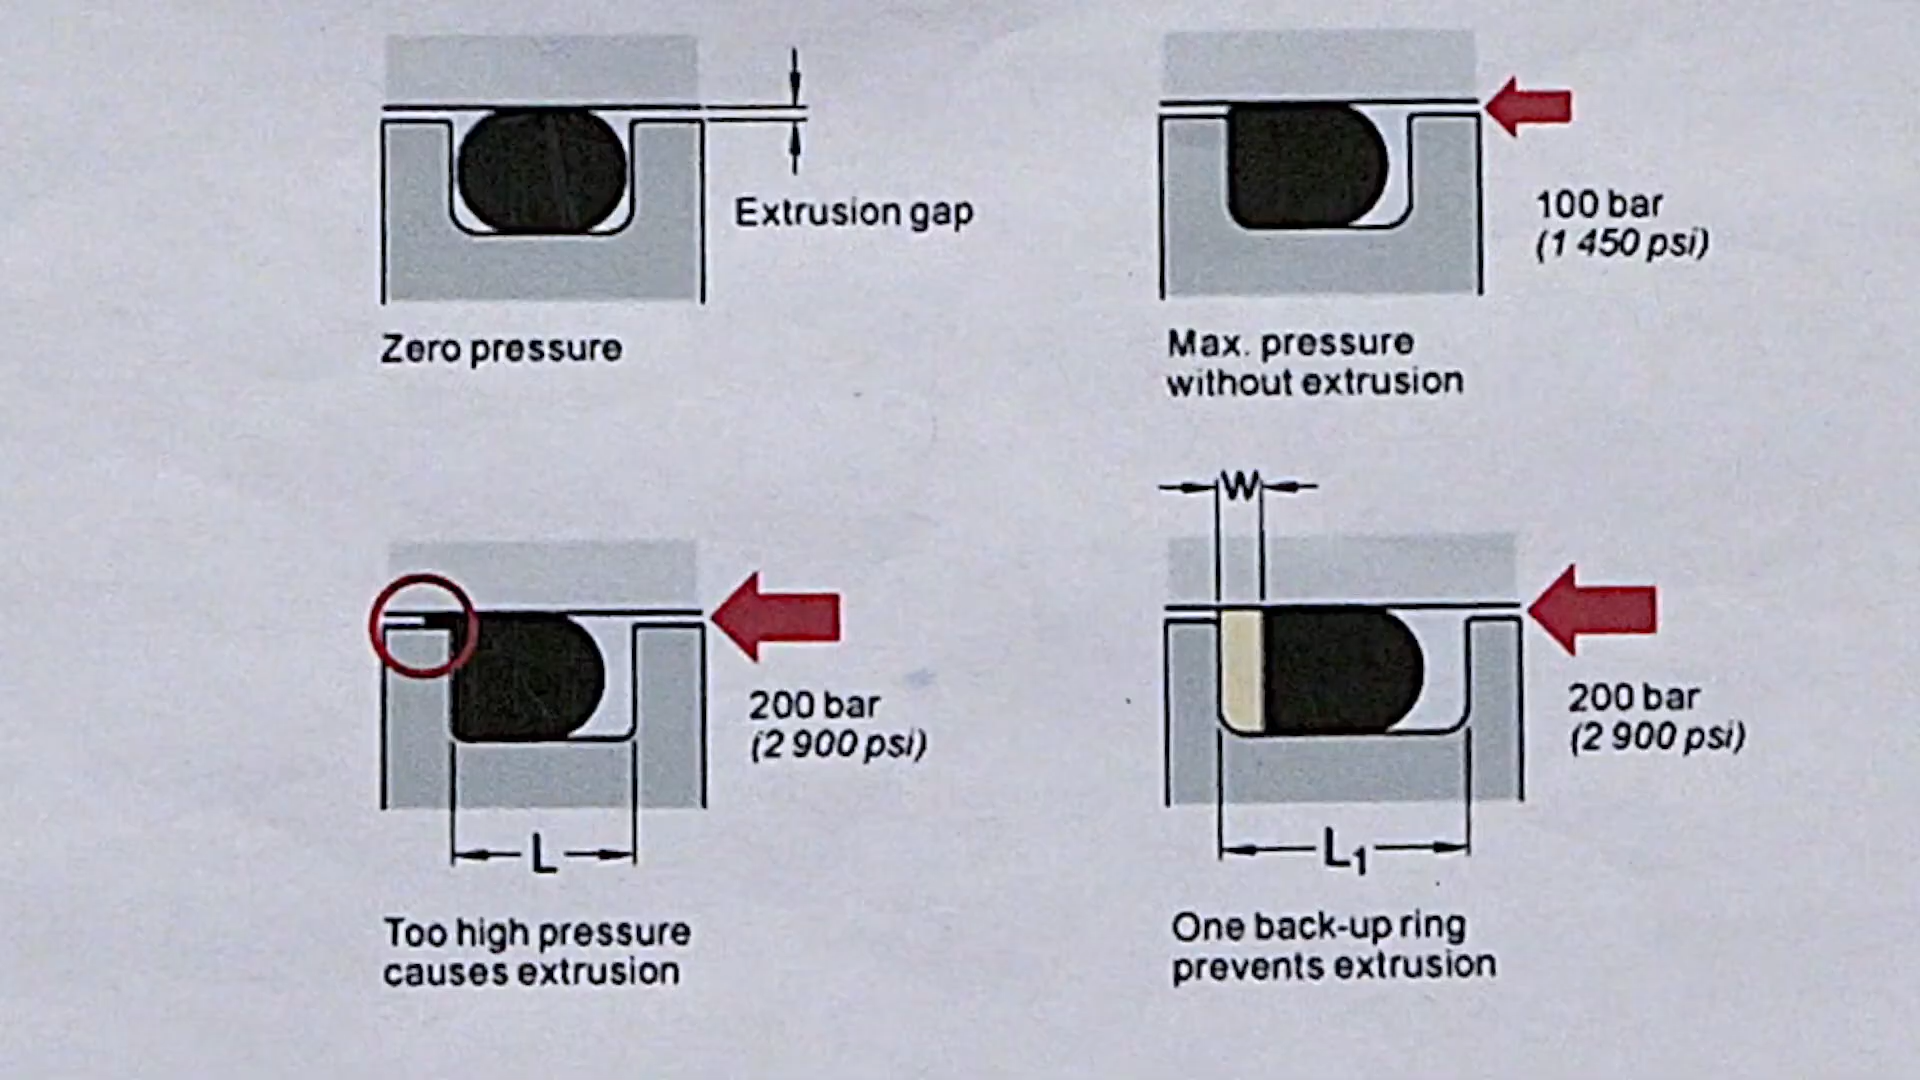 Extrusion gap
Zero pressure
100 bar
(1 450 psi)
Max. pressure
without extrusion
200 bar
(2 900 psi)
L
Too high pressure
causes extrusion
W
200 bar
(2 900 psi)
L₁
One back-up ring
prevents extrusion